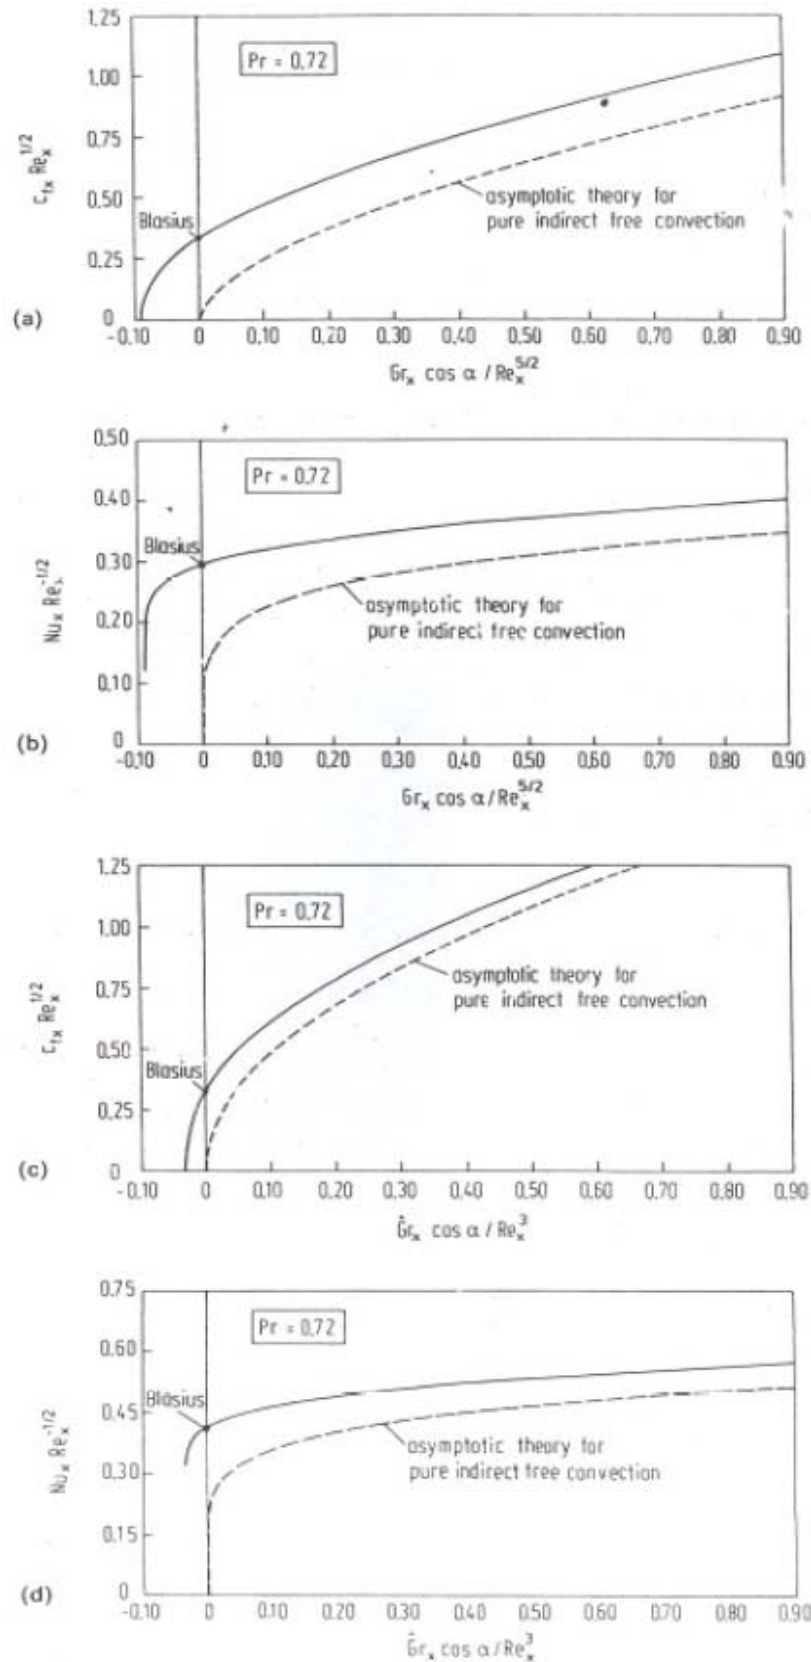 (a)
C_fx Re_x^1/2
1.25
1.00
0.75
0.50
0.25
0
Pr = 0.72
Blasius
asymptotic theory for
pure indirect free convection
-0.10 0 0.10 0.20 0.30 0.40 0.50 0.60 0.70 0.80 0.90
Gr_x cos α / Re_x^5/2
(b)
Nu_x Re_x^-1/2
0.50
0.40
0.30
0.20
0.10
0
Pr = 0.72
Blasius
asymptotic theory for
pure indirect free convection
-0.10 0 0.10 0.20 0.30 0.40 0.50 0.60 0.70 0.80 0.90
Gr_x cos α / Re_x^5/2
(c)
C_fx Re_x^1/2
1.25
1.00
0.75
0.50
0.25
0
Pr = 0.72
Blasius
asymptotic theory for
pure indirect free convection
-0.10 0 0.10 0.20 0.30 0.40 0.50 0.60 0.70 0.80 0.90
Ĝr_x cos α / Re_x^3
(d)
Nu_x Re_x^-1/2
0.75
0.60
0.45
0.30
0.15
0
Pr = 0.72
Blasius
asymptotic theory for
pure indirect free convection
-0.10 0 0.10 0.20 0.30 0.40 0.50 0.60 0.70 0.80 0.90
Ĝr_x cos α / Re_x^3